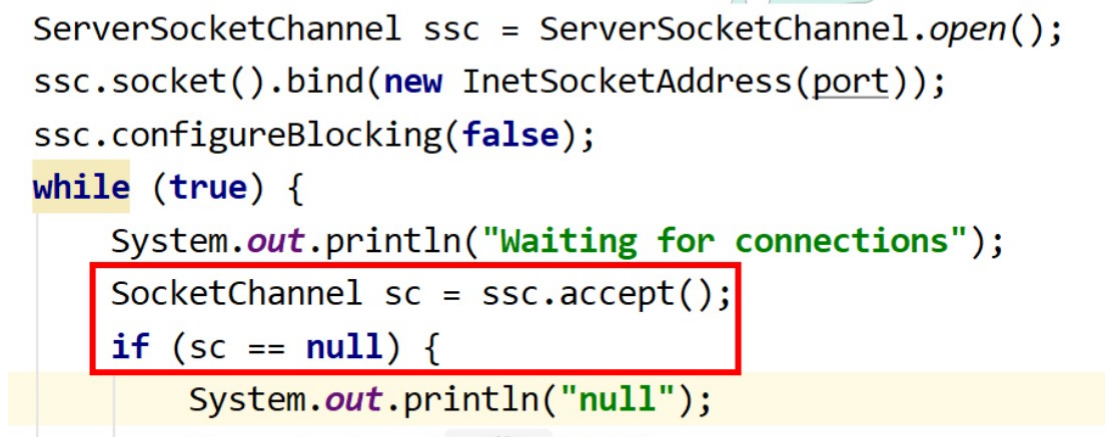 ServerSocketChannel ssc = ServerSocketChannel.open();
ssc.socket().bind(new InetSocketAddress(port));
ssc.configureBlocking(false);
while (true) {
System.out.println("Waiting for connections");
SocketChannel sc = ssc.accept();
if (sc == null) {
System.out.println("null");